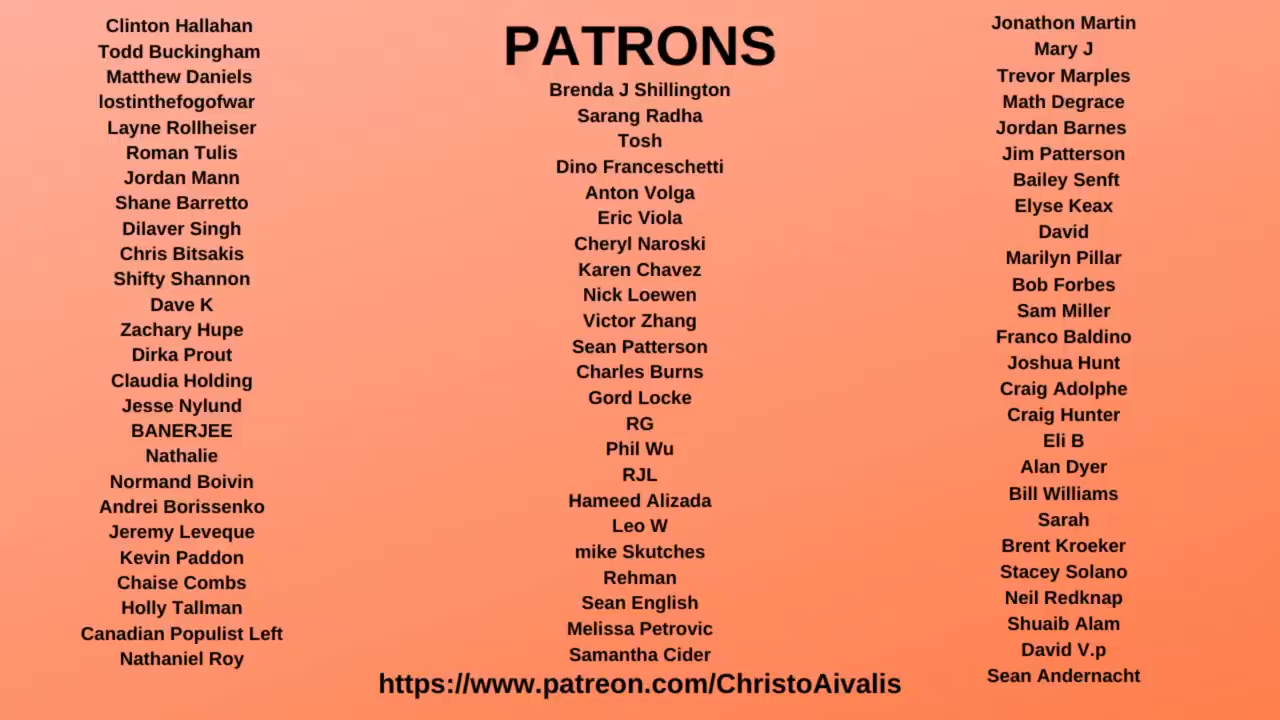 Clinton Hallahan
Todd Buckingham
Matthew Daniels
lostinthefogofwar
Layne Rollheiser
Roman Tulis
Jordan Mann
Shane Barretto
Dilaver Singh
Chris Bitsakis
Shifty Shannon
Dave K
Zachary Hupe
Dirka Prout
Claudia Holding
Jesse Nylund
BANERJEE
Nathalie
Normand Boivin
Andrei Borissenko
Jeremy Leveque
Kevin Paddon
Chaise Combs
Holly Tallman
Canadian Populist Left
Nathaniel Roy
PATRONS
Brenda J Shillington
Sarang Radha
Tosh
Dino Franceschetti
Anton Volga
Eric Viola
Cheryl Naroski
Karen Chavez
Nick Loewen
Victor Zhang
Sean Patterson
Charles Burns
Gord Locke
RG
Phil Wu
RJL
Hameed Alizada
Leo W
mike Skutches
Rehman
Sean English
Melissa Petrovic
Samantha Cider
https://www.patreon.com/ChristoAivalis
Jonathon Martin
Mary J
Trevor Marples
Math Degrace
Jordan Barnes
Jim Patterson
Bailey Senft
Elyse Keax
David
Marilyn Pillar
Bob Forbes
Sam Miller
Franco Baldino
Joshua Hunt
Craig Adolphe
Craig Hunter
Eli B
Alan Dyer
Bill Williams
Sarah
Brent Kroeker
Stacey Solano
Neil Redknap
Shuaib Alam
David V.p
Sean Andernacht